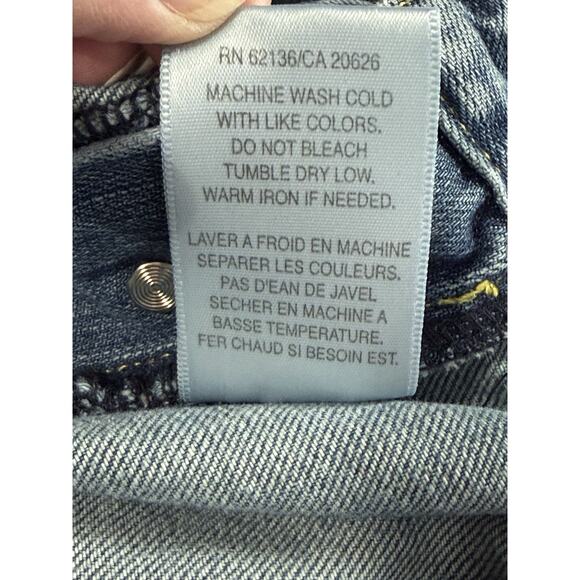 RN 62136/CA 20626
MACHINE WASH COLD
WITH LIKE COLORS.
DO NOT BLEACH
TUMBLE DRY LOW.
WARM IRON IF NEEDED.
LAVER A FROID EN MACHINE
SEPARER LES COULEURS.
PAS D'EAN DE JAVEL
SECHER EN MACHINE A
BASSE TEMPERATURE.
FER CHAUD SI BESOIN EST.